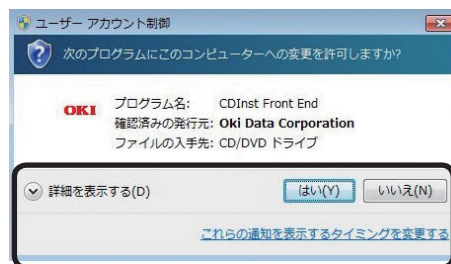 ユーザー アカウント制御
次のプログラムにこのコンピューターへの変更を許可しますか?
OKI
プログラム名: CDInst Front End
確認済みの発行元: Oki Data Corporation
ファイルの入手先: CD/DVD ドライブ
詳細を表示する(D) はい(Y) いいえ(N)
これらの通知を表示するタイミングを変更する